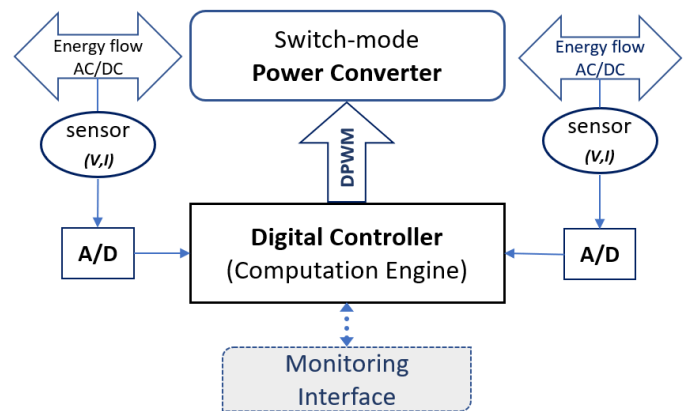 Energy flow
AC/DC
Switch-mode
Power Converter
Energy flow
AC/DC
sensor
(V,I)
DPWM
sensor
(V,I)
A/D
Digital Controller
(Computation Engine)
A/D
Monitoring
Interface